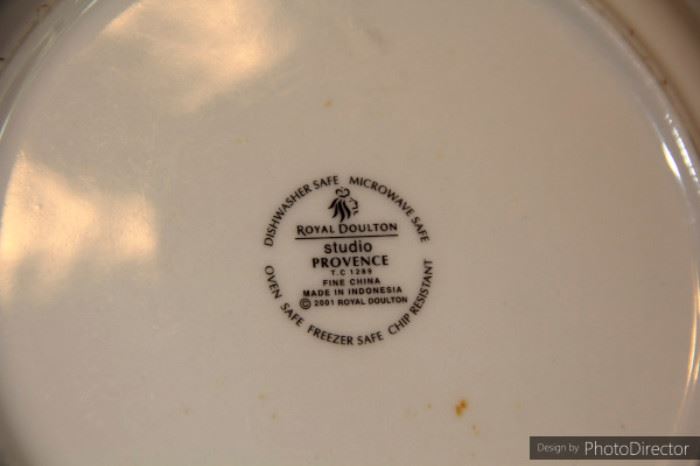 DISHWASHER SAFE MICROWAVE SAFE
ROYAL DOULTON
studio
PROVENCE
T.C 1289
FINE CHINA
MADE IN INDONESIA
© 2001 ROYAL DOULTON
OVEN SAFE FREEZER SAFE CHIP RESISTANT
Design by PhotoDirector